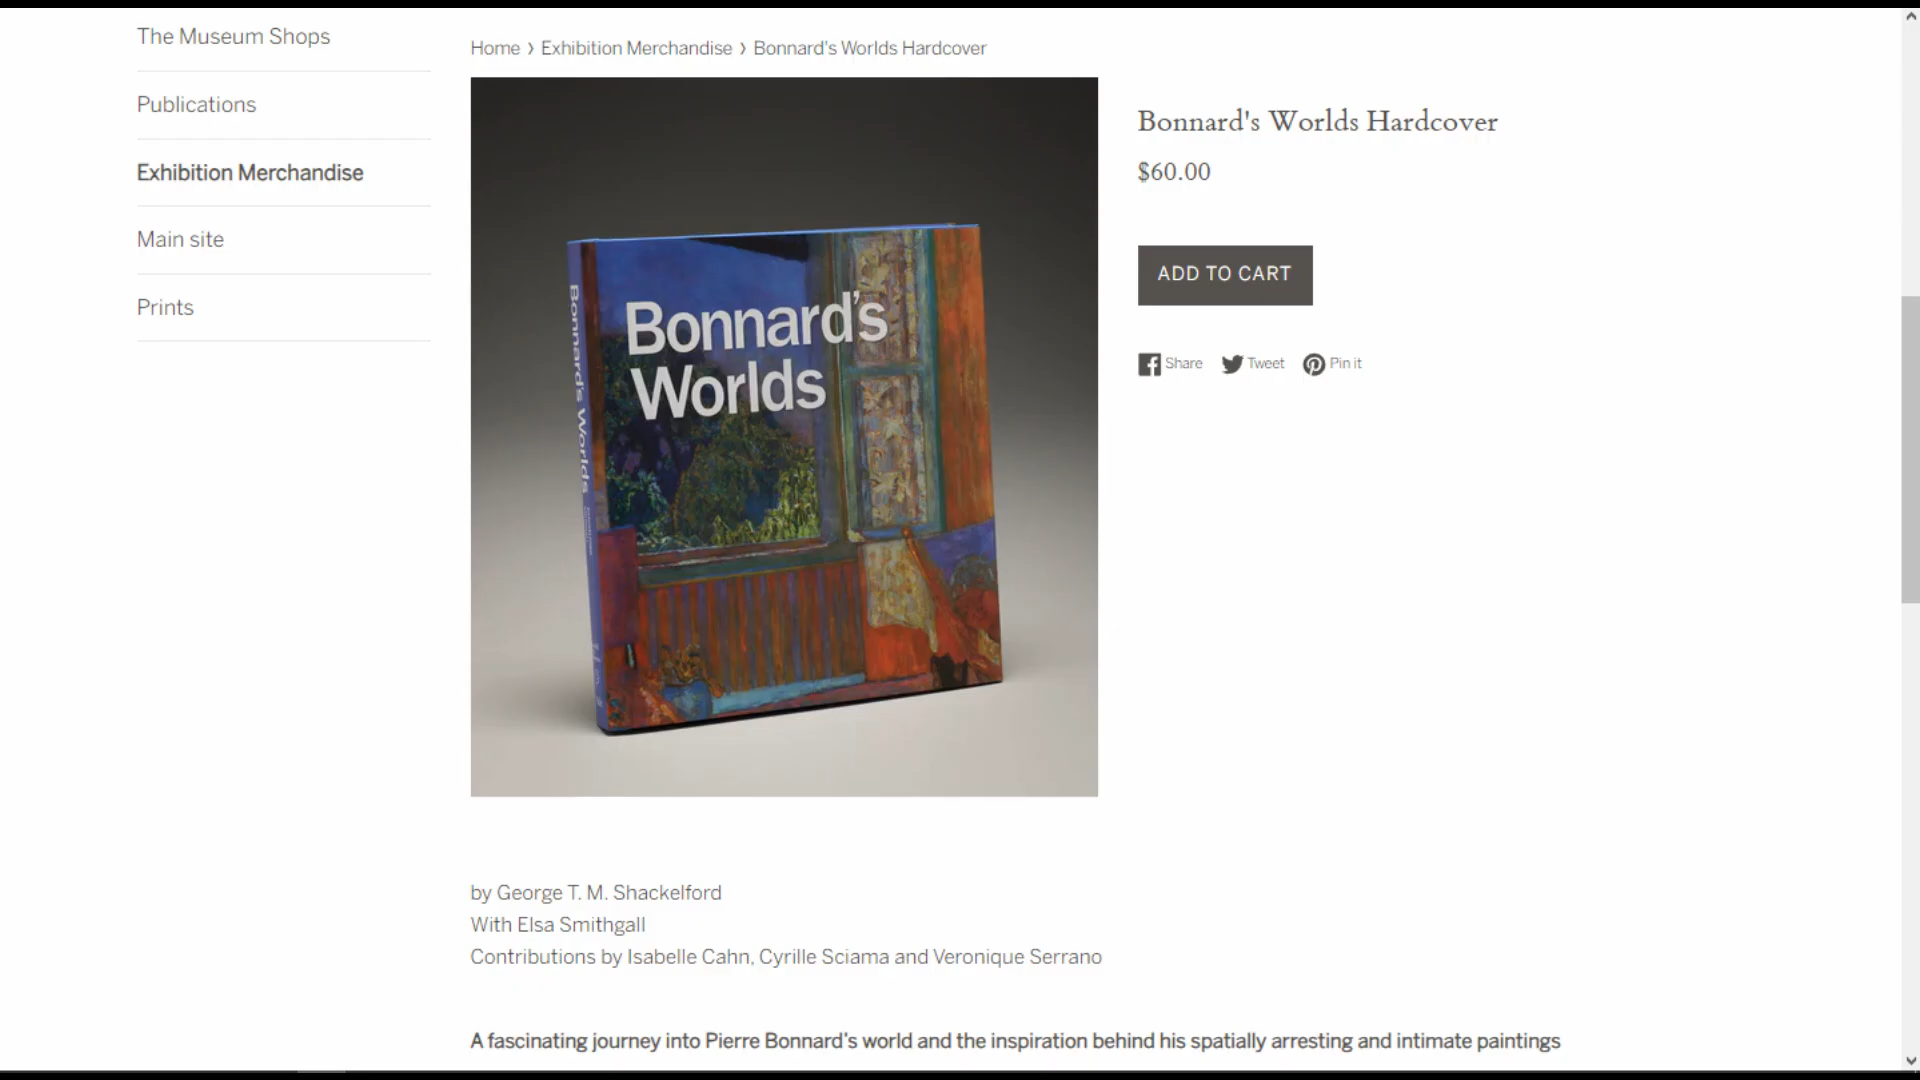 The Museum Shops
Publications
Exhibition Merchandise
Main site
Prints
Home › Exhibition Merchandise › Bonnard's Worlds Hardcover
Bonnard's
Worlds
Bonnard's Worlds
Bonnard's Worlds Hardcover
$60.00
ADD TO CART
Share Tweet Pin it
by George T. M. Shackelford
With Elsa Smithgall
Contributions by Isabelle Cahn, Cyrille Sciama and Veronique Serrano
A fascinating journey into Pierre Bonnard's world and the inspiration behind his spatially arresting and intimate paintings